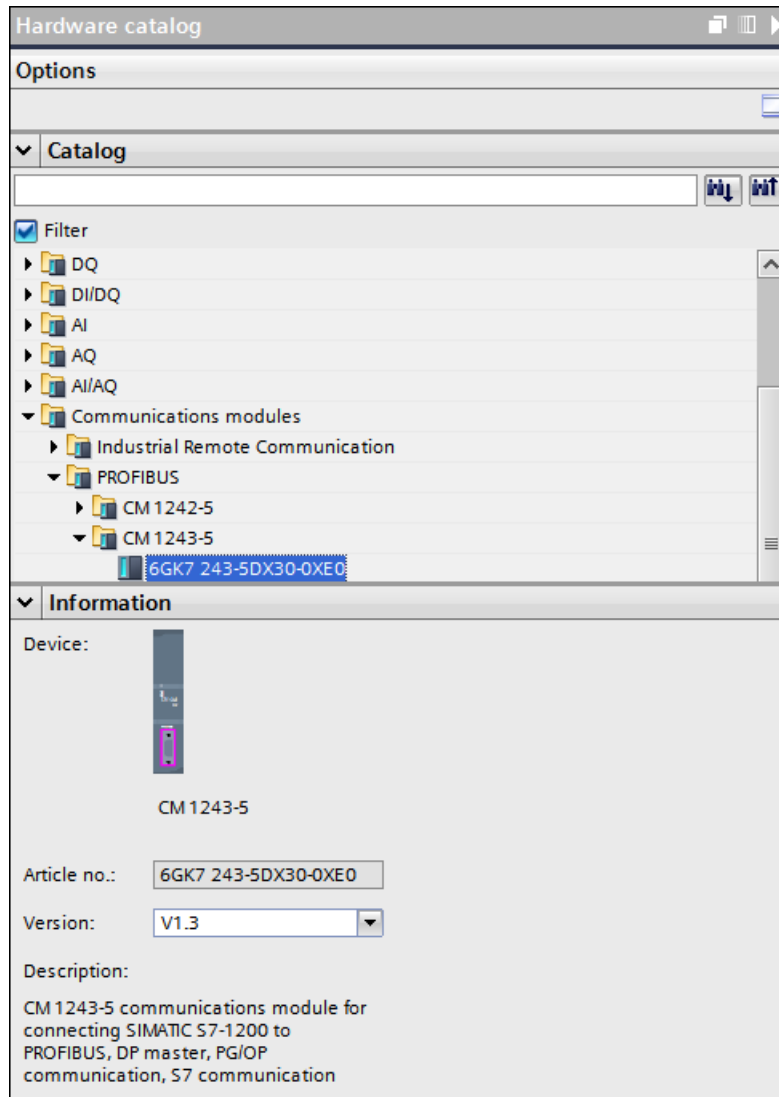 Hardware catalog
Options
Catalog
Filter
DQ
DI/DQ
AI
AQ
AI/AQ
Communications modules
Industrial Remote Communication
PROFIBUS
CM 1242-5
CM 1243-5
6GK7 243-5DX30-0XE0
Information
Device:
CM 1243-5
Article no.: 6GK7 243-5DX30-0XE0
Version: V1.3
Description:
CM 1243-5 communications module for
connecting SIMATIC S7-1200 to
PROFIBUS, DP master, PG/OP
communication, S7 communication